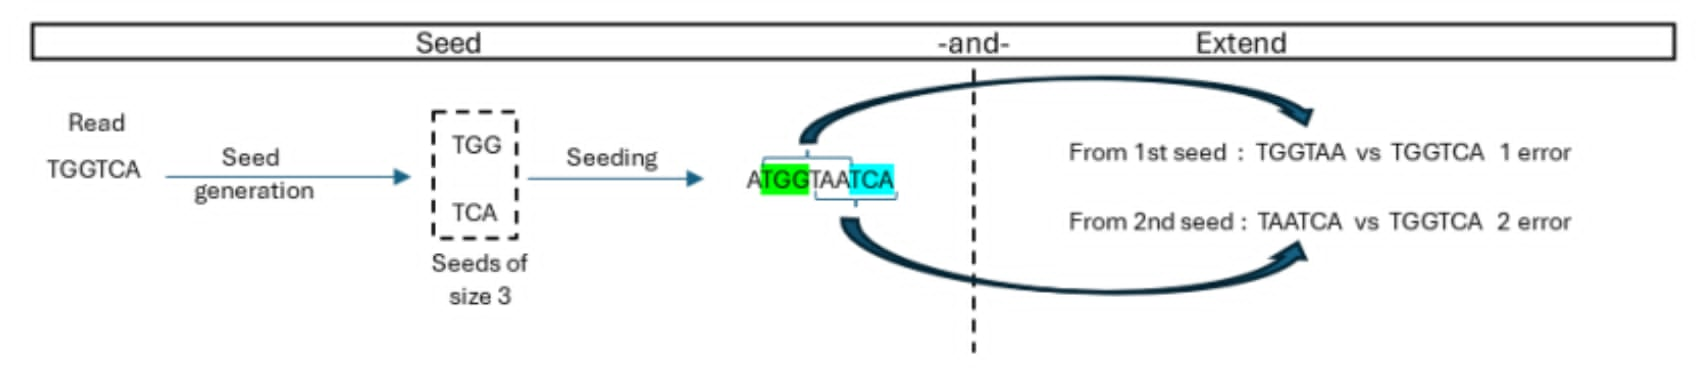 Seed -and- Extend
Read
TGGTCA
Seed
generation
TGG
TCA
Seeds of
size 3
Seeding
ATGGTAATCA
From 1st seed : TGGTAA vs TGGTCA 1 error
From 2nd seed : TAATCA vs TGGTCA 2 error